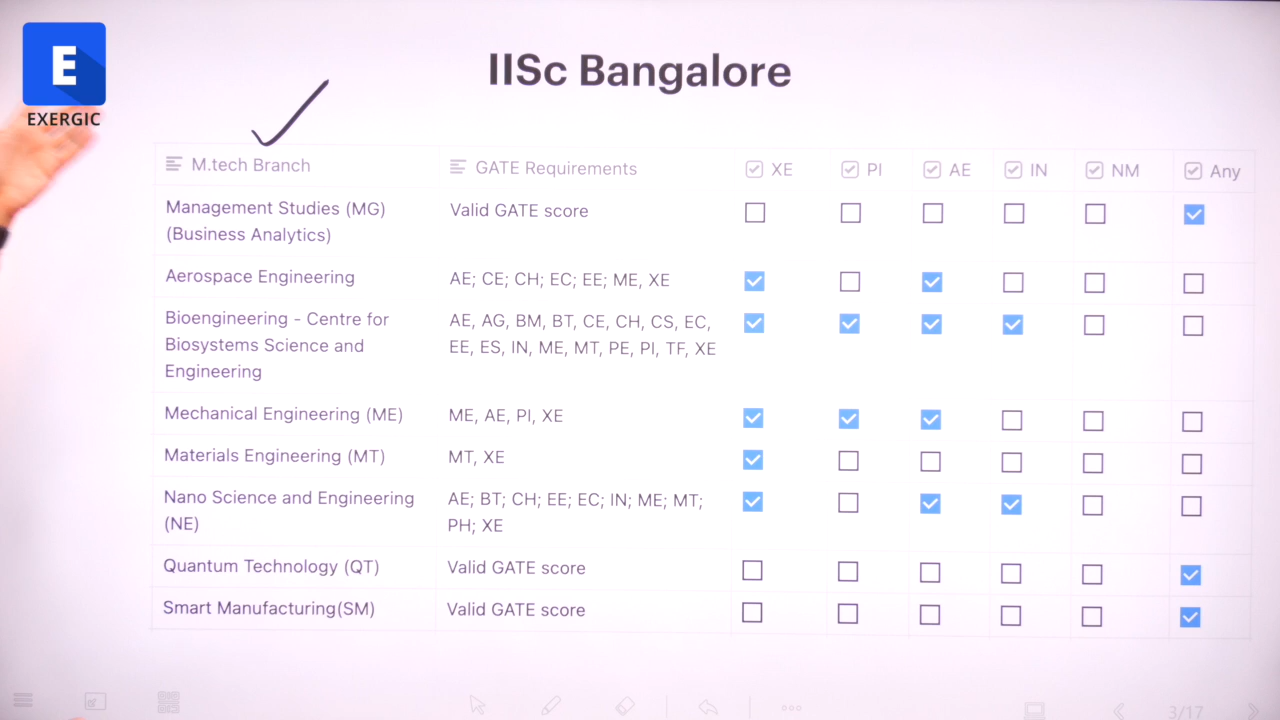 E
EXERGIC
IISc Bangalore
M.tech Branch GATE Requirements XE PI AE IN NM Any
Management Studies (MG) Valid GATE score
(Business Analytics)
Aerospace Engineering AE; CE; CH; EC; EE; ME, XE
Bioengineering - Centre for AE, AG, BM, BT, CE, CH, CS, EC,
Biosystems Science and EE, ES, IN, ME, MT, PE, PI, TF, XE
Engineering
Mechanical Engineering (ME) ME, AE, PI, XE
Materials Engineering (MT) MT, XE
Nano Science and Engineering AE; BT; CH; EE; EC; IN; ME; MT;
(NE) PH; XE
Quantum Technology (QT) Valid GATE score
Smart Manufacturing(SM) Valid GATE score
3/17